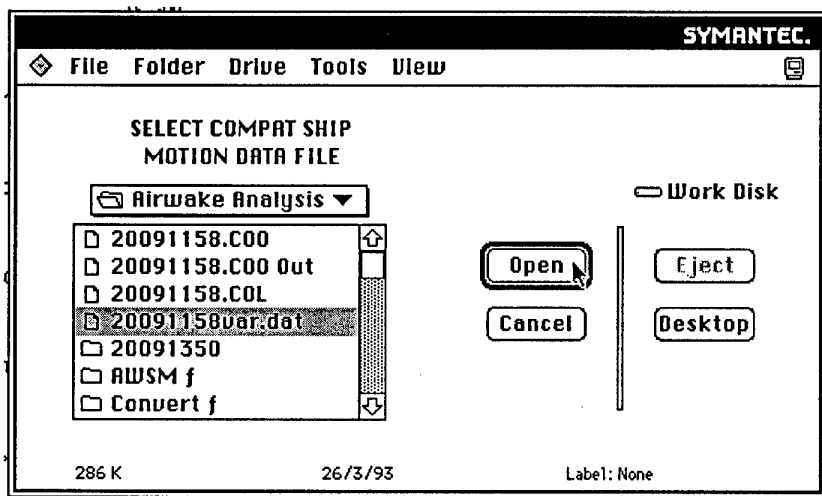 SYMANTEC.
File Folder Drive Tools View
SELECT COMPAT SHIP
MOTION DATA FILE
Airwake Analysis
Work Disk
20091158.C00
20091158.C00 Out
20091158.COL
20091158var.dat
20091350
AWSM ƒ
Convert ƒ
Open
Eject
Cancel
Desktop
286 K
26/3/93
Label: None